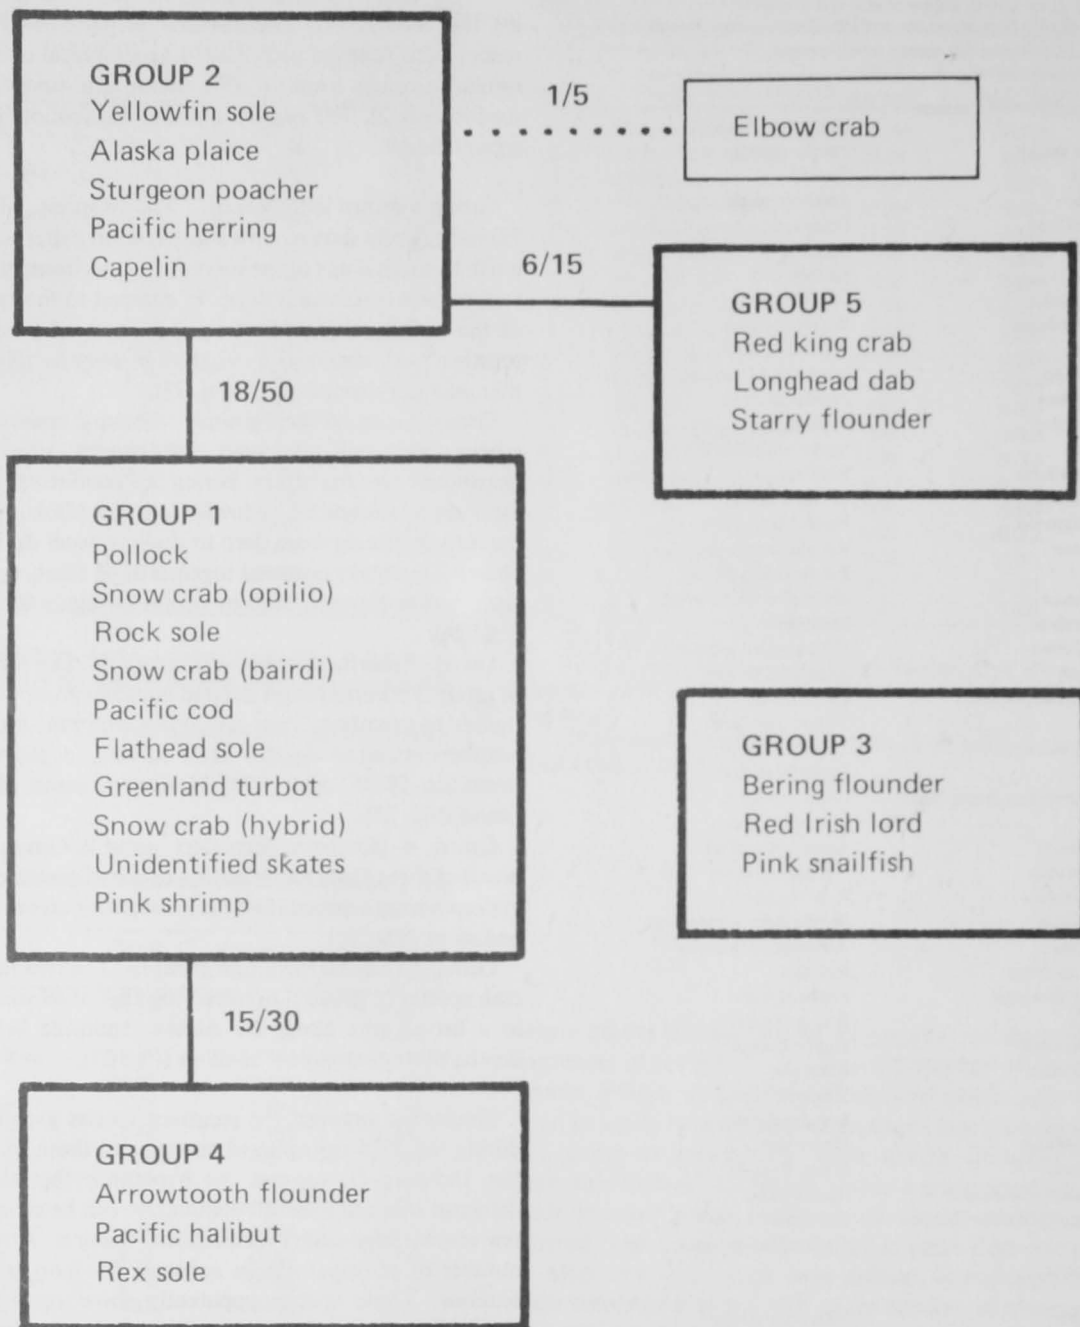 GROUP 2
Yellowfin sole
Alaska plaice
Sturgeon poacher
Pacific herring
Capelin
1/5
Elbow crab
6/15
GROUP 5
Red king crab
Longhead dab
Starry flounder
18/50
GROUP 1
Pollock
Snow crab (opilio)
Rock sole
Snow crab (bairdi)
Pacific cod
Flathead sole
Greenland turbot
Snow crab (hybrid)
Unidentified skates
Pink shrimp
GROUP 3
Bering flounder
Red Irish lord
Pink snailfish
15/30
GROUP 4
Arrowtooth flounder
Pacific halibut
Rex sole